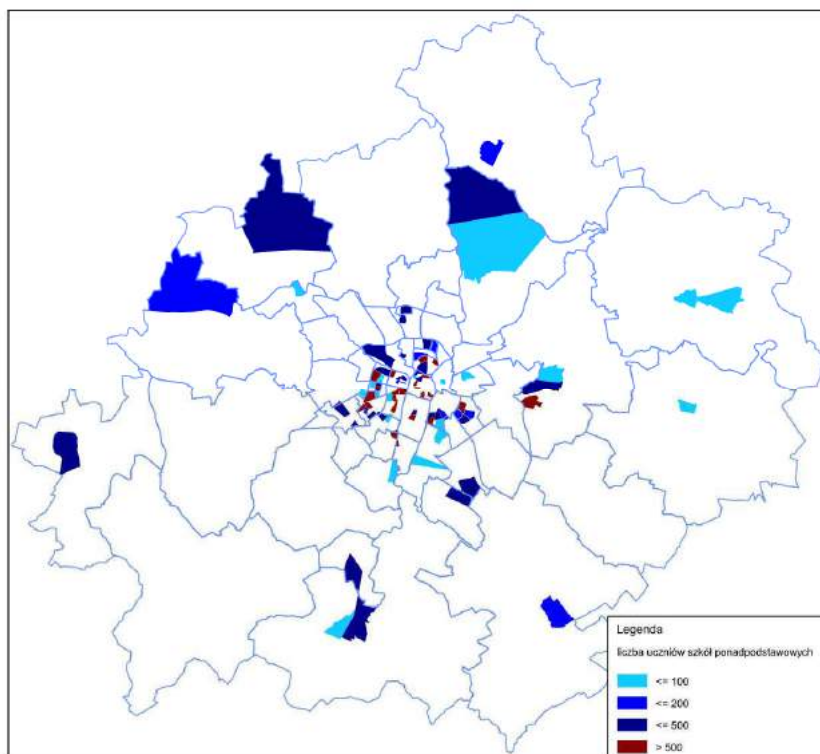 Legenda
liczba uczniów szkół ponadpodstawowych
<= 100
<= 200
<= 500
> 500